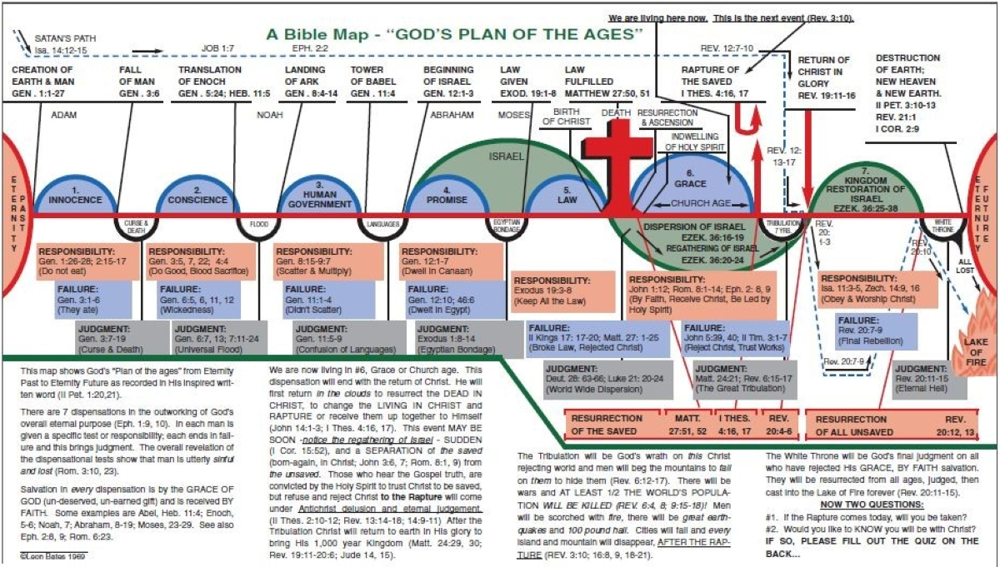 We are living here now. This is the next event (Rev. 3:10).
A Bible Map - "GOD'S PLAN OF THE AGES"
SATAN'S PATH
Isa. 14:12-15
JOB 1:7
EPH. 2:2
REV. 12:7-10
CREATION OF
EARTH & MAN
GEN . 1:1-27
FALL
OF MAN
GEN . 3:6
TRANSLATION
OF ENOCH
GEN . 5:24; HEB. 11:5
LANDING
OF ARK
GEN . 8:4-14
TOWER
OF BABEL
GEN . 11:4
BEGINNING
OF ISRAEL
GEN. 12:1-3
LAW
GIVEN
EXOD. 19:1-8
LAW
FULFILLED
MATTHEW 27:50, 51
RAPTURE OF
THE SAVED
I THES. 4:16, 17
RETURN OF
CHRIST IN
GLORY
REV. 19:11-16
DESTRUCTION
OF EARTH;
NEW HEAVEN
& NEW EARTH.
II PET. 3:10-13
REV. 21:1
I COR. 2:9
ADAM
NOAH
ABRAHAM
MOSES
BIRTH
OF CHRIST
DEATH
RESURRECTION
& ASCENSION
INDWELLING
OF HOLY SPIRIT
REV. 12:
13-17
ETERNITY
PAST
1.
INNOCENCE
2.
CONSCIENCE
3.
HUMAN
GOVERNMENT
ISRAEL
4.
PROMISE
5.
LAW
6.
GRACE
CHURCH AGE
7.
KINGDOM
RESTORATION OF
ISRAEL
EZEK. 36:25-38
ETERNITY
FUTURE
CURSE &
DEATH
FLOOD
LANGUAGES
EGYPTIAN
BONDAGE
DISPERSION OF ISRAEL
EZEK. 36:16-19
REGATHERING OF ISRAEL
EZEK. 36:20-24
TRIBULATION
7 YRS.
REV.
20:
1-3
REV.
20:10
WHITE
THRONE
ALL
LOST
LAKE
OF
FIRE
RESPONSIBILITY:
Gen. 1:26-28; 2:15-17
(Do not eat)
FAILURE:
Gen. 3:1-6
(They ate)
JUDGMENT:
Gen. 3:7-19
(Curse & Death)
RESPONSIBILITY:
Gen. 3:5, 7, 22; 4:4
(Do Good, Blood Sacrifice)
FAILURE:
Gen. 6:5, 6, 11, 12
(Wickedness)
JUDGMENT:
Gen. 6:7, 13; 7:11-24
(Universal Flood)
RESPONSIBILITY:
Gen. 8:15-9:7
(Scatter & Multiply)
FAILURE:
Gen. 11:1-4
(Didn't Scatter)
JUDGMENT:
Gen. 11:5-9
(Confusion of Languages)
RESPONSIBILITY:
Gen. 12:1-7
(Dwell in Canaan)
FAILURE:
Gen. 12:10; 46:6
(Dwelt in Egypt)
JUDGMENT:
Exodus 1:8-14
(Egyptian Bondage)
RESPONSIBILITY:
Exodus 19:3-8
(Keep All the Law)
FAILURE:
II Kings 17: 17-20; Matt. 27: 1-25
(Broke Law, Rejected Christ)
JUDGMENT:
Deut. 28: 63-66; Luke 21: 20-24
(World Wide Dispersion)
RESPONSIBILITY:
John 1:12; Rom. 8:1-14; Eph. 2: 8, 9
(By Faith, Receive Christ, Be Led by
Holy Spirit)
FAILURE:
John 5:39, 40; II Tim. 3:1-7
(Reject Christ, Trust Works)
JUDGMENT:
Matt. 24:21; Rev. 6:15-17
(The Great Tribulation)
RESPONSIBILITY:
Isa. 11:3-5, Zech. 14:9, 16
(Obey & Worship Christ)
FAILURE:
Rev. 20:7-9
(Final Rebellion)
Rev. 20:7-9
JUDGMENT:
Rev. 20:11-15
(Eternal Hell)
RESURRECTION
OF THE SAVED
MATT.
27:51, 52
I THES.
4:16, 17
REV.
20:4-6
RESURRECTION
OF ALL UNSAVED
REV.
20:12, 13
This map shows God's "Plan of the ages" from Eternity
Past to Eternity Future as recorded in His inspired writ-
ten word (II Pet. 1:20,21).
There are 7 dispensations in the outworking of God's
overall eternal purpose (Eph. 1:9, 10). In each man is
given a specific test or responsibility; each ends in fail-
ure and this brings judgment. The overall revelation of
the dispensational tests show that man is utterly sinful
and lost (Rom. 3:10, 23).
Salvation in every dispensation is by the GRACE OF
GOD (un-deserved, un-earned gift) and is received BY
FAITH. Some examples are Abel, Heb. 11:4; Enoch,
5-6; Noah, 7; Abraham, 8-19; Moses, 23-29. See also
Eph. 2:8, 9; Rom. 6:23.
©Leon Bates 1969
We are now living in #6, Grace or Church age. This
dispensation will end with the return of Christ. He will
first return in the clouds to resurrect the DEAD IN
CHRIST, to change the LIVING IN CHRIST and
RAPTURE or receive them up together to Himself
(John 14:1-3; I Thes. 4:16, 17). This event MAY BE
SOON -notice the regathering of Israel - SUDDEN
(I Cor. 15:52), and a SEPARATION of the saved
(born-again, in Christ; John 3:6, 7; Rom. 8:1, 9) from
the unsaved. Those who hear the Gospel truth, are
convicted by the Holy Spirit to trust Christ to be saved,
but refuse and reject Christ to the Rapture will come
under Antichrist delusion and eternal judgement.
(II Thes. 2:10-12; Rev. 13:14-18; 14:9-11) After the
Tribulation Christ will return to earth in His glory to
bring His 1,000 year Kingdom (Matt. 24:29, 30;
Rev. 19:11-20:6; Jude 14, 15).
The Tribulation will be God's wrath on this Christ
rejecting world and men will beg the mountains to fall
on them to hide them (Rev. 6:12-17). There will be
wars and AT LEAST 1/2 THE WORLD'S POPULA-
TION WILL BE KILLED (REV. 6:4, 8; 9:15-18)! Men
will be scorched with fire, there will be great earth-
quakes and 100 pound hail. Cities will fall and every
island and mountain will disappear, AFTER THE RAP-
TURE (REV. 3:10; 16:8, 9, 18-21).
The White Throne will be God's final judgment on all
who have rejected His GRACE, BY FAITH salvation.
They will be resurrected from all ages, judged, then
cast into the Lake of Fire forever (Rev. 20:11-15).
NOW TWO QUESTIONS:
#1. If the Rapture comes today, will you be taken?
#2. Would you like to KNOW you will be with Christ?
IF SO, PLEASE FILL OUT THE QUIZ ON THE
BACK...